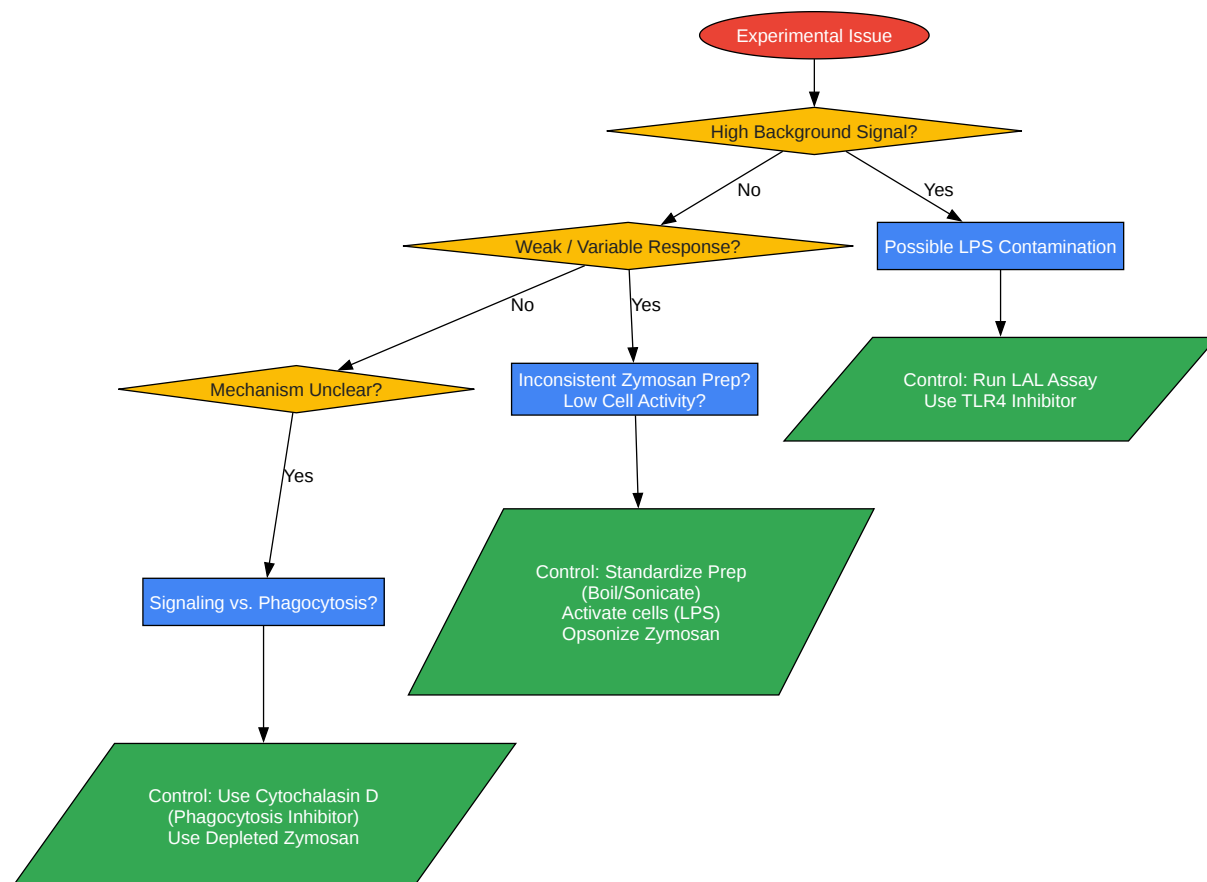 Experimental Issue
High Background Signal?
No
Yes
Weak / Variable Response?
Possible LPS Contamination
No
Yes
Mechanism Unclear?
Inconsistent Zymosan Prep?
Low Cell Activity?
Control: Run LAL Assay
Use TLR4 Inhibitor
Yes
Signaling vs. Phagocytosis?
Control: Standardize Prep
(Boil/Sonicate)
Activate cells (LPS)
Opsonize Zymosan
Control: Use Cytochalasin D
(Phagocytosis Inhibitor)
Use Depleted Zymosan